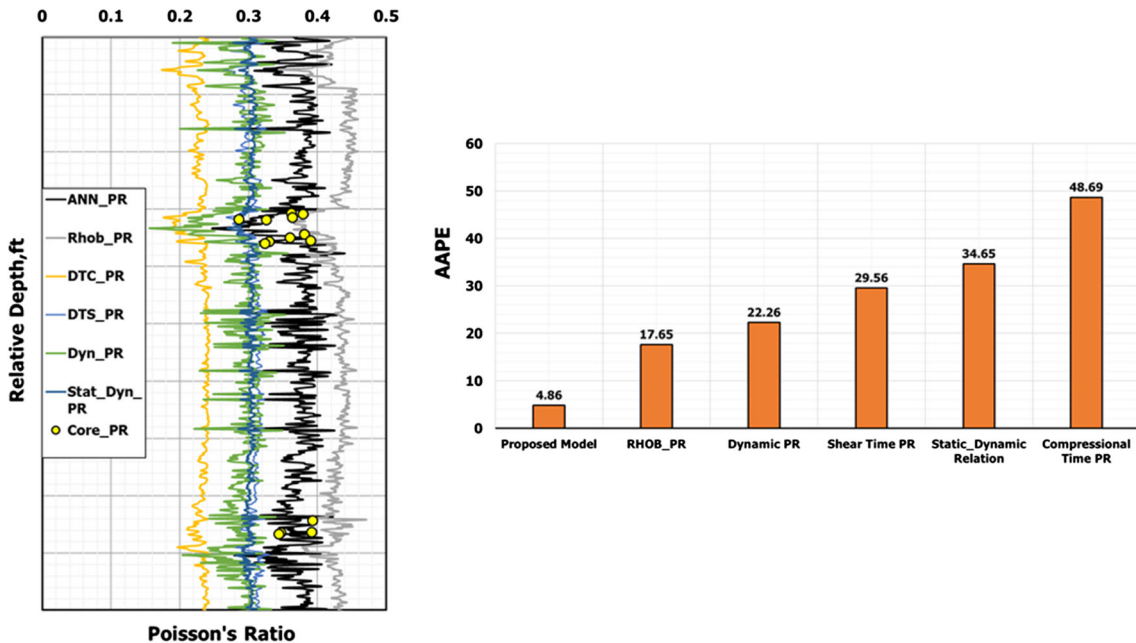 0 0.1 0.2 0.3 0.4 0.5
Relative Depth,ft
ANN_PR
Rhob_PR
DTC_PR
DTS_PR
Dyn_PR
Stat_Dyn_
PR
Core_PR
Poisson's Ratio
AAPE
60
50
40
30
20
10
0
4.86
17.65
22.26
29.56
34.65
48.69
Proposed Model
RHOB_PR
Dynamic PR
Shear Time PR
Static_Dynamic
Relation
Compressional
Time PR